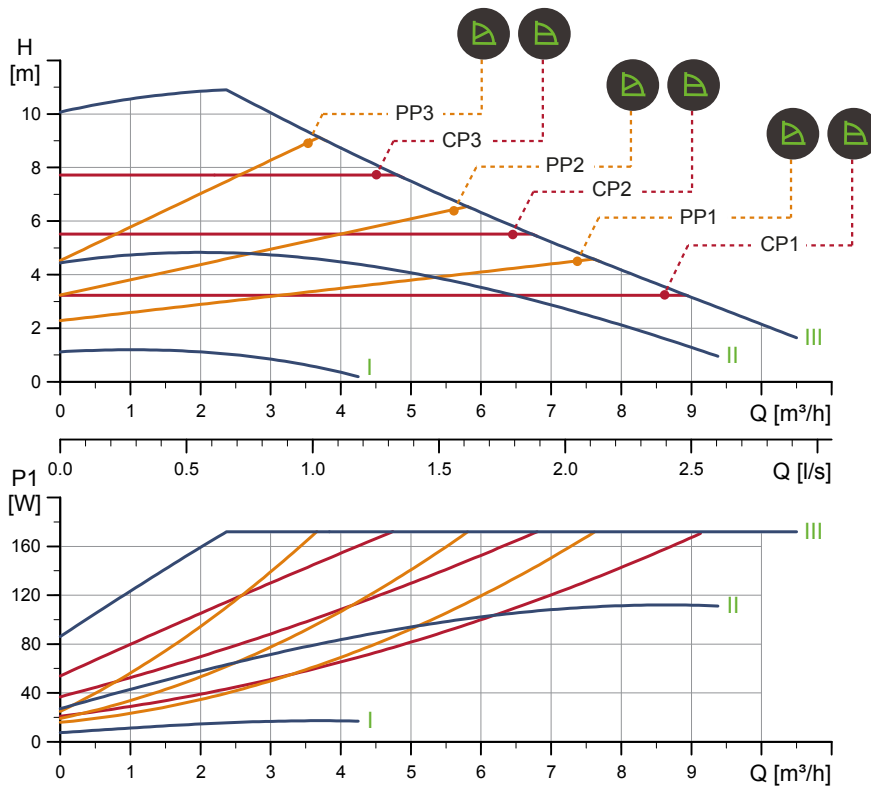 H
[m]
10
8
6
4
2
0
PP3
CP3
PP2
CP2
PP1
CP1
III
II
I
0 1 2 3 4 5 6 7 8 9 Q [m³/h]
0.0 0.5 1.0 1.5 2.0 2.5 Q [l/s]
P1
[W]
160
120
80
40
0
III
II
I
0 1 2 3 4 5 6 7 8 9 Q [m³/h]